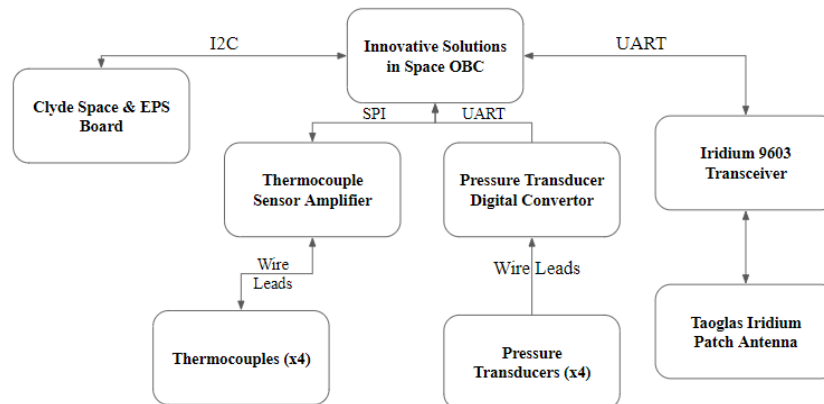 I2C
Innovative Solutions
in Space OBC
UART
Clyde Space & EPS
Board
SPI
UART
Thermocouple
Sensor Amplifier
Pressure Transducer
Digital Convertor
Iridium 9603
Transceiver
Wire
Leads
Wire Leads
Thermocouples (x4)
Pressure
Transducers (x4)
Taoglas Iridium
Patch Antenna